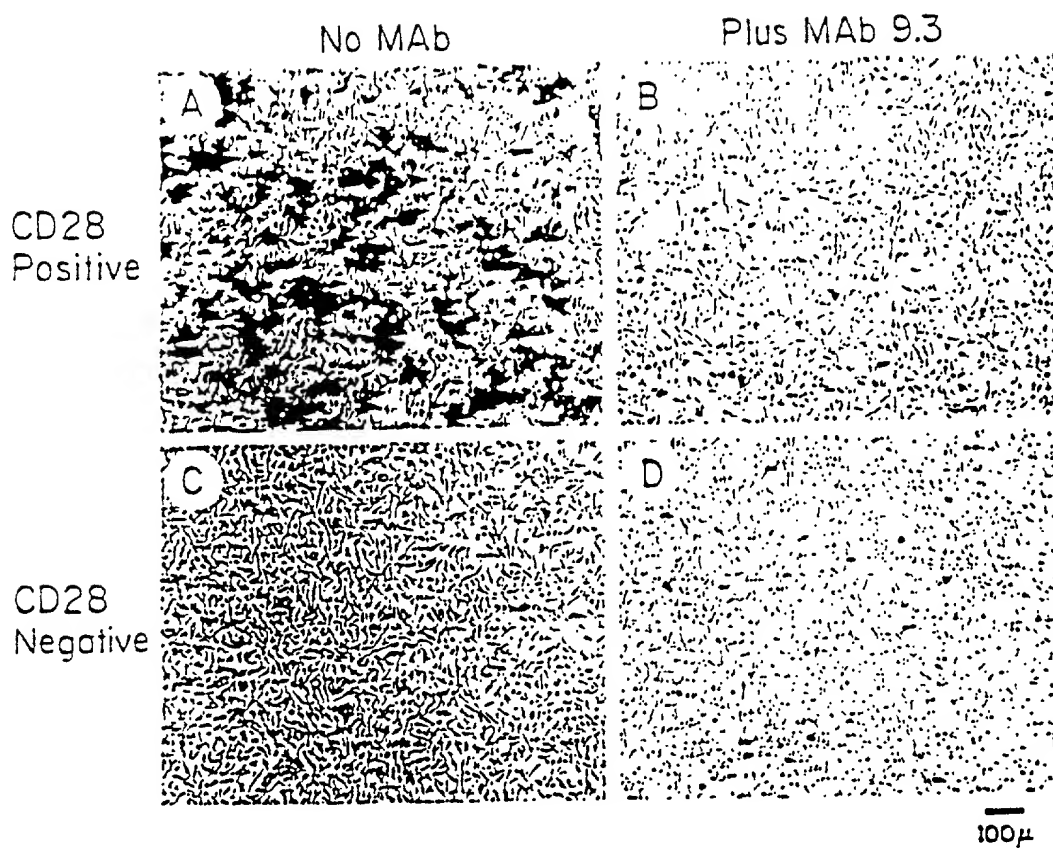 No MAb
Plus MAb 9.3
A
B
CD28
Positive
C
D
CD28
Negative
100μ